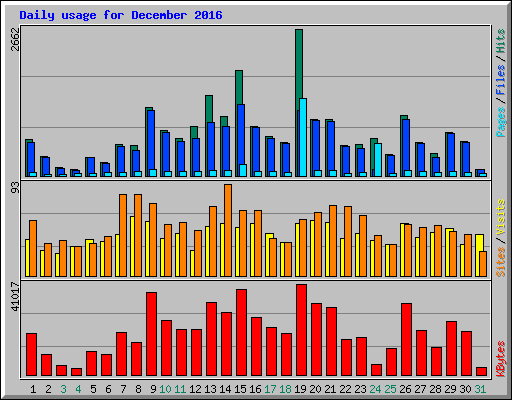 Daily usage for December 2016
2662
Pages / Files / Hits
93
Sites / Visits
41017
KBytes
1 2 3 4 5 6 7 8 9 10 11 12 13 14 15 16 17 18 19 20 21 22 23 24 25 26 27 28 29 30 31